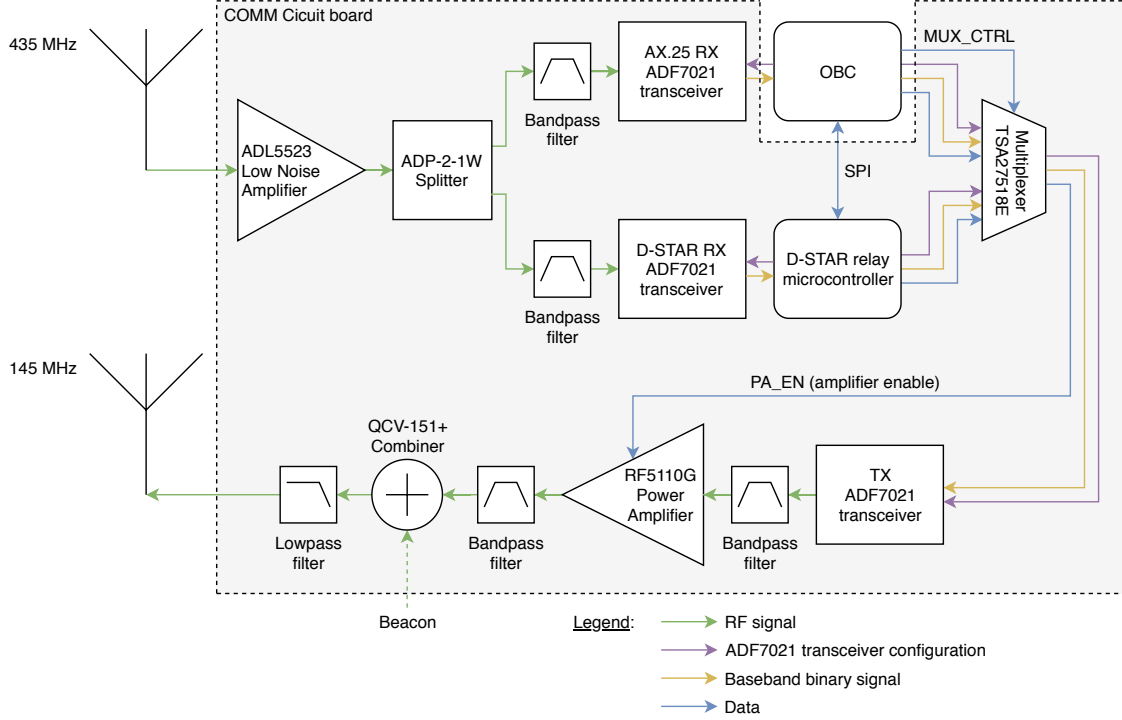 COMM Cicuit board
435 MHz
MUX_CTRL
AX.25 RX
ADF7021
transceiver
OBC
Bandpass
filter
ADL5523
Low Noise
Amplifier
ADP-2-1W
Splitter
Multiplexer
TSA27518E
SPI
D-STAR RX
ADF7021
transceiver
D-STAR relay
microcontroller
Bandpass
filter
145 MHz
PA_EN (amplifier enable)
QCV-151+
Combiner
RF5110G
Power
Amplifier
TX
ADF7021
transceiver
Lowpass
filter
Bandpass
filter
Bandpass
filter
Beacon
Legend:
RF signal
ADF7021 transceiver configuration
Baseband binary signal
Data